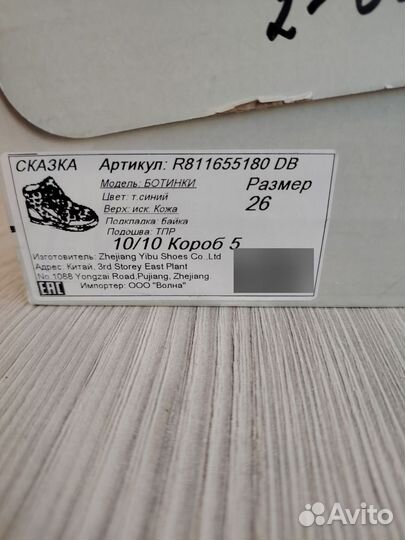 СКАЗКА Артикул: R811655180 DB
Модель: БОТИНКИ Размер
Цвет: т.синий 26
Верх: иск. Кожа
Подкладка: байка
Подошва: ТПР
10/10 Короб 5
Изготовитель: Zhejiang Yibu Shoes Co.,Ltd
Адрес: Китай, 3rd Storey East Plant
No.1088 Yongzai Road,Pujiang, Zhejiang.
EAC Импортер: ООО "Волна"
Avito